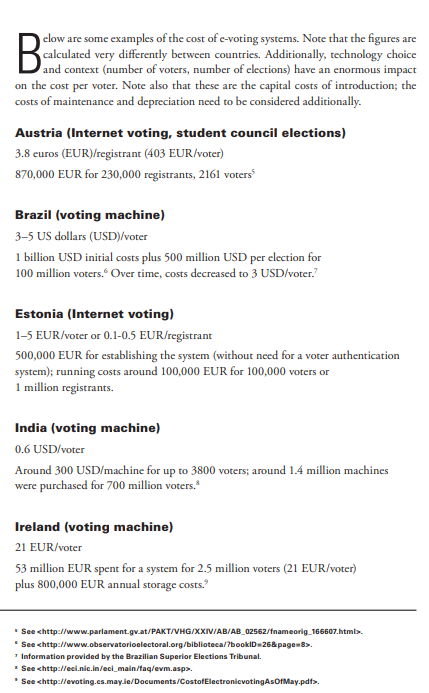 Below are some examples of the cost of e-voting systems. Note that the figures are
calculated very differently between countries. Additionally, technology choice
and context (number of voters, number of elections) have an enormous impact
on the cost per voter. Note also that these are the capital costs of introduction; the
costs of maintenance and depreciation need to be considered additionally.
Austria (Internet voting, student council elections)
3.8 euros (EUR)/registrant (403 EUR/voter)
870,000 EUR for 230,000 registrants, 2161 voters⁵
Brazil (voting machine)
3–5 US dollars (USD)/voter
1 billion USD initial costs plus 500 million USD per election for
100 million voters.⁶ Over time, costs decreased to 3 USD/voter.⁷
Estonia (Internet voting)
1–5 EUR/voter or 0.1-0.5 EUR/registrant
500,000 EUR for establishing the system (without need for a voter authentication
system); running costs around 100,000 EUR for 100,000 voters or
1 million registrants.
India (voting machine)
0.6 USD/voter
Around 300 USD/machine for up to 3800 voters; around 1.4 million machines
were purchased for 700 million voters.⁸
Ireland (voting machine)
21 EUR/voter
53 million EUR spent for a system for 2.5 million voters (21 EUR/voter)
plus 800,000 EUR annual storage costs.⁹
⁵ See <http://www.parlament.gv.at/PAKT/VHG/XXIV/AB/AB_02562/fnameorig_166607.html>.
⁶ See <http://www.observatorioelectoral.org/biblioteca/?bookID=26&page=8>.
⁷ Information provided by the Brazilian Superior Elections Tribunal.
⁸ See <http://eci.nic.in/eci_main/faq/evm.asp>.
⁹ See <http://evoting.cs.may.ie/Documents/CostofElectronicvotingAsOfMay.pdf>.